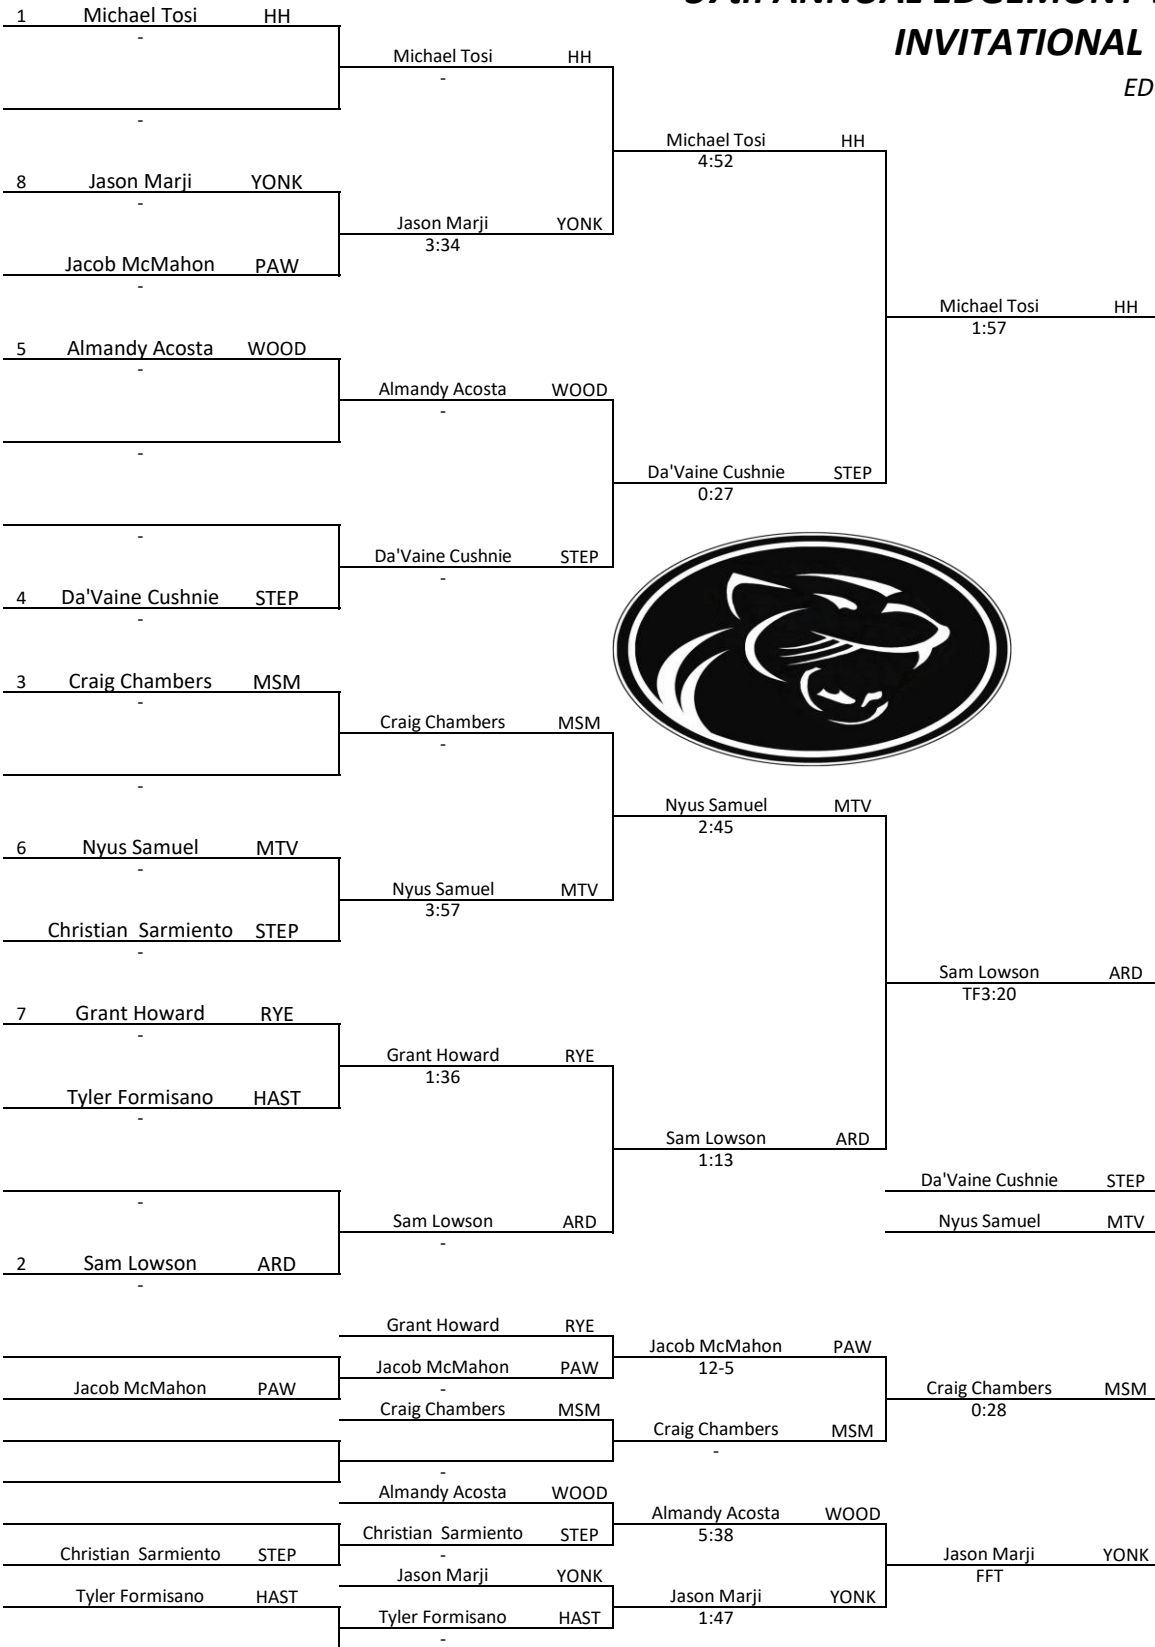 37th ANNUAL EDGEMONT
INVITATIONAL
ED
1 Michael Tosi HH
-
Michael Tosi HH
-
-
Michael Tosi HH
4:52
8 Jason Marji YONK
-
Jason Marji YONK
3:34
Jacob McMahon PAW
-
Michael Tosi HH
1:57
5 Almandy Acosta WOOD
-
Almandy Acosta WOOD
-
-
Da'Vaine Cushnie STEP
0:27
-
Da'Vaine Cushnie STEP
-
4 Da'Vaine Cushnie STEP
-
3 Craig Chambers MSM
-
Craig Chambers MSM
-
-
Nyus Samuel MTV
2:45
6 Nyus Samuel MTV
-
Nyus Samuel MTV
3:57
Christian Sarmiento STEP
-
Sam Lowson ARD
TF3:20
7 Grant Howard RYE
-
Grant Howard RYE
1:36
Tyler Formisano HAST
-
Sam Lowson ARD
1:13
Da'Vaine Cushnie STEP
-
Sam Lowson ARD
-
Nyus Samuel MTV
2 Sam Lowson ARD
-
Grant Howard RYE
Jacob McMahon PAW
12-5
Jacob McMahon PAW
-
Jacob McMahon PAW
Craig Chambers MSM
0:28
Craig Chambers MSM
Craig Chambers MSM
-
-
Almandy Acosta WOOD
Almandy Acosta WOOD
5:38
Christian Sarmiento STEP
-
Christian Sarmiento STEP
Jason Marji YONK
FFT
Jason Marji YONK
Tyler Formisano HAST
Jason Marji YONK
1:47
Tyler Formisano HAST
-